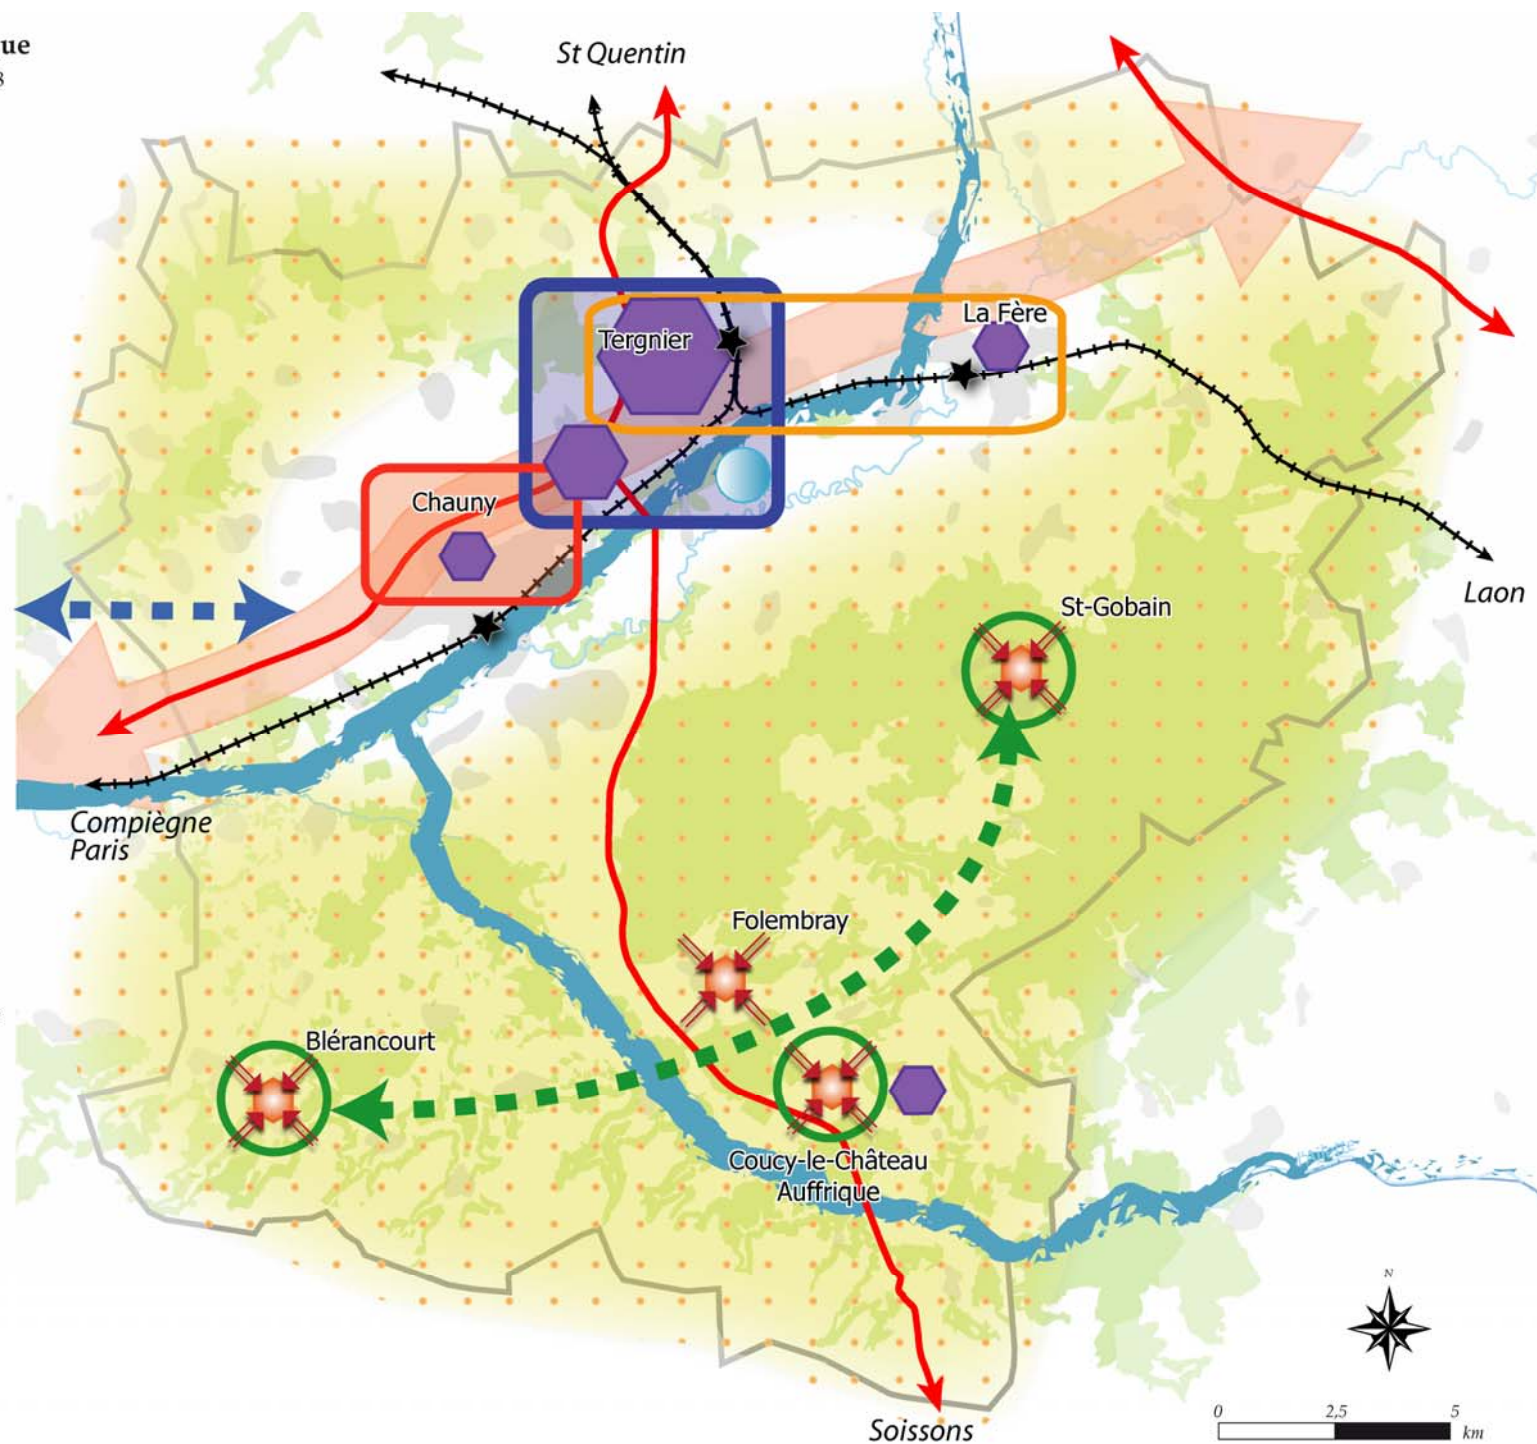 ue
8
St Quentin
La Fère
Tergnier
Chauny
Laon
St-Gobain
Compiègne
Paris
Folembray
Blérancourt
Coucy-le-Château
Auffrique
N
0 2,5 5
km
Soissons